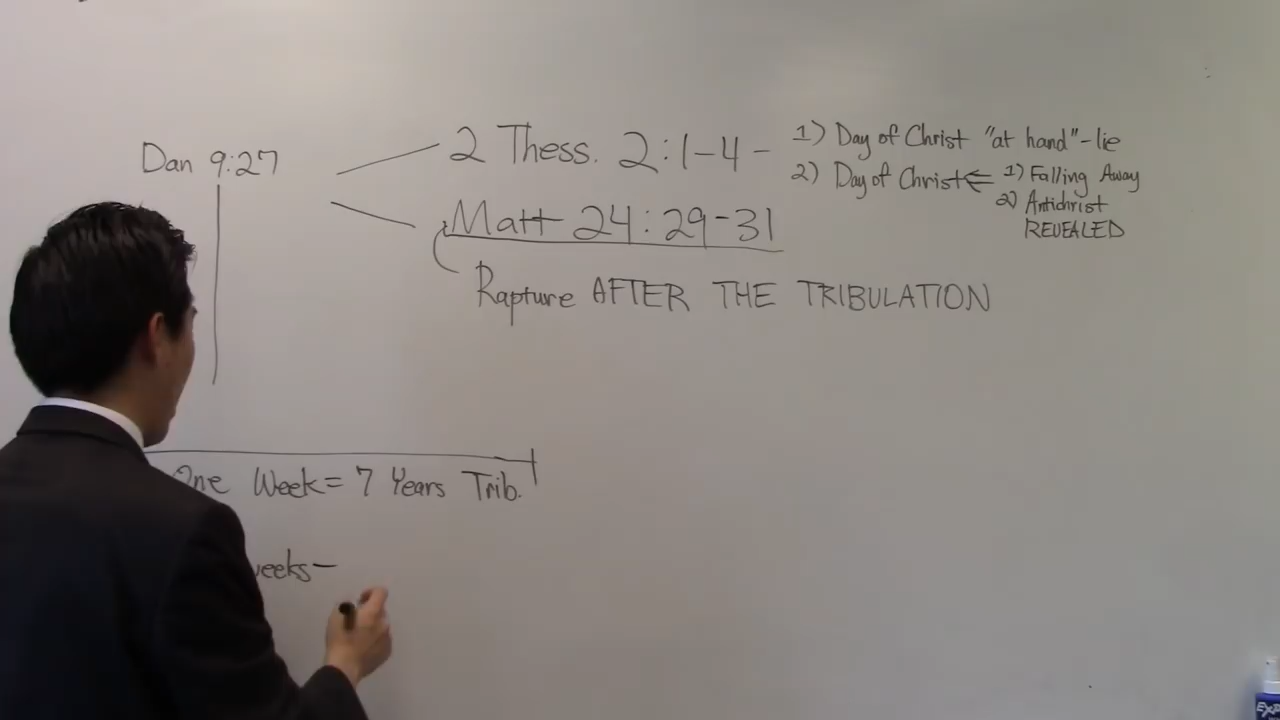 Dan 9:27
2 Thess. 2:1-4 -
1) Day of Christ "at hand"-lie
2) Day of Christ ⇐ 1) Falling Away
2) Antichrist
REVEALED
Matt 24:29-31
Rapture AFTER THE TRIBULATION
One Week = 7 Years Trib.
weeks-
EXPO